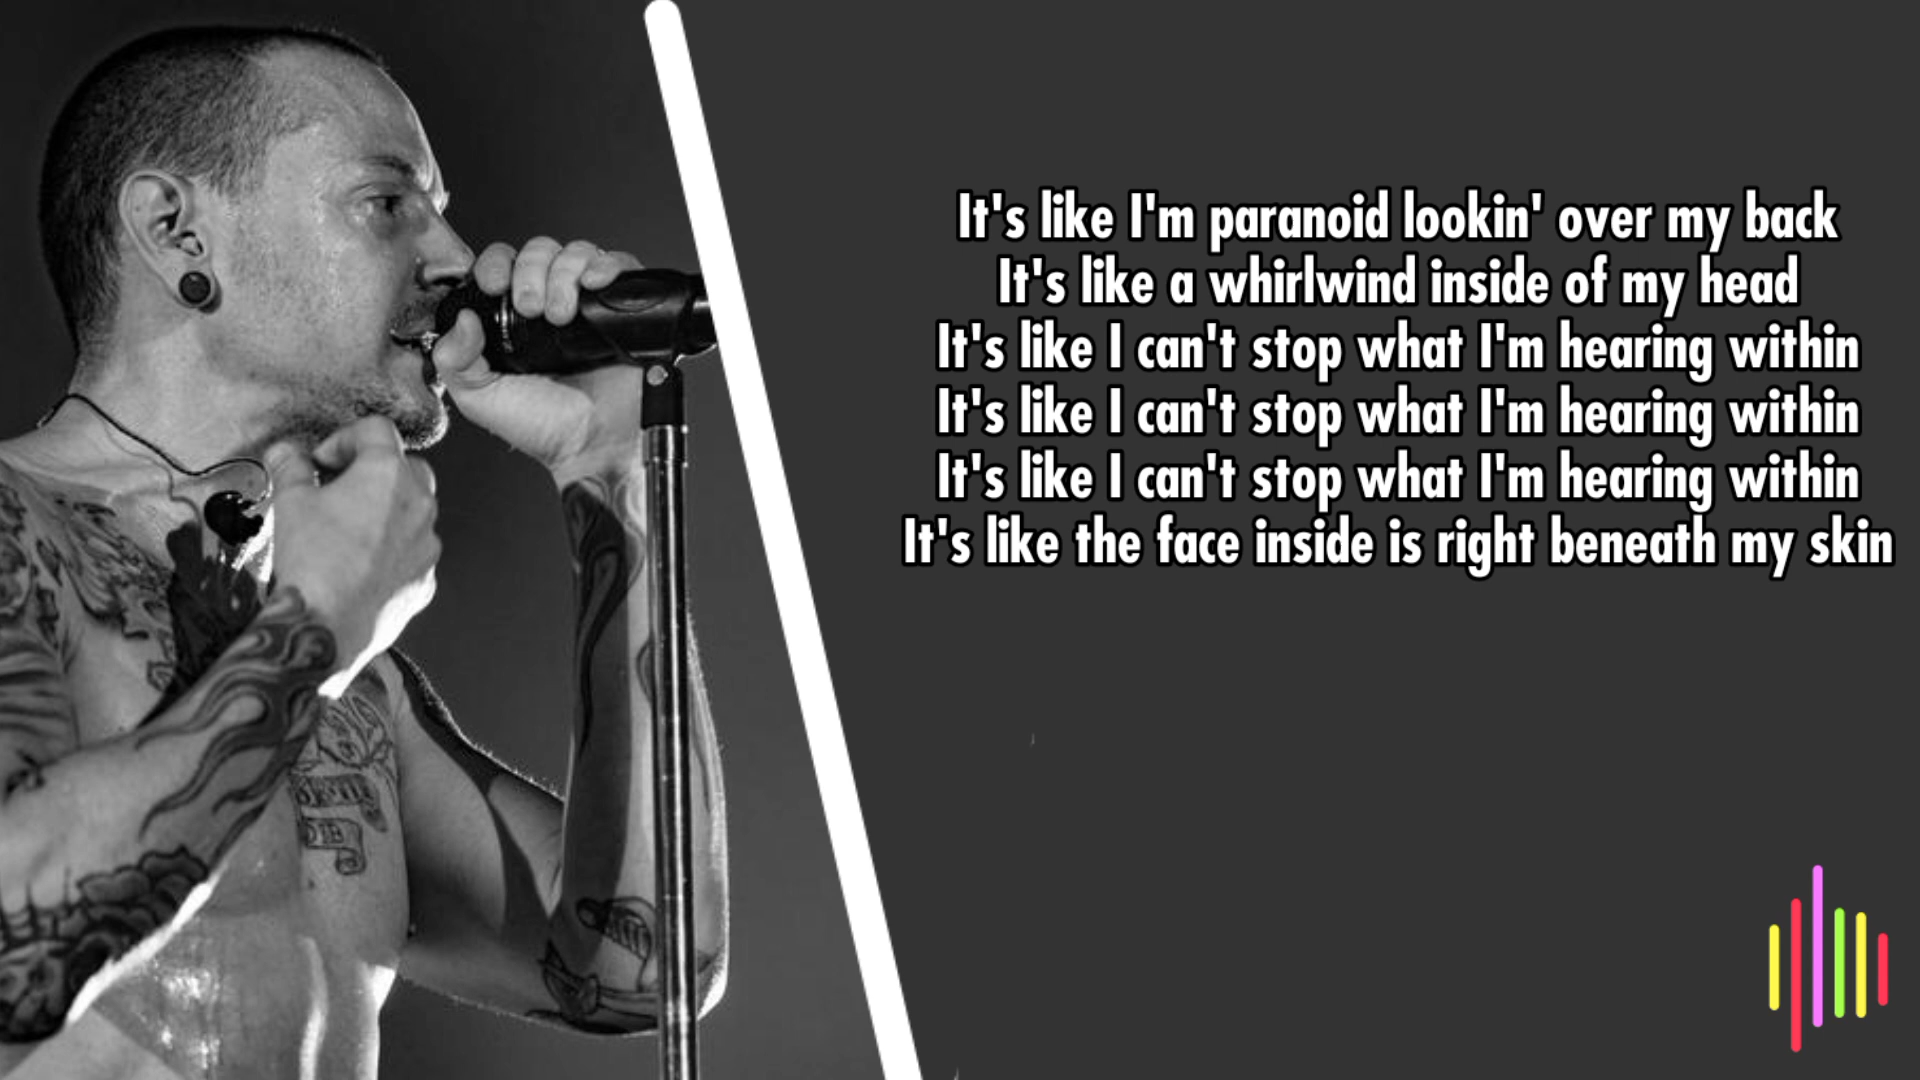 It's like I'm paranoid lookin' over my back
It's like a whirlwind inside of my head
It's like I can't stop what I'm hearing within
It's like I can't stop what I'm hearing within
It's like I can't stop what I'm hearing within
It's like the face inside is right beneath my skin
DIE